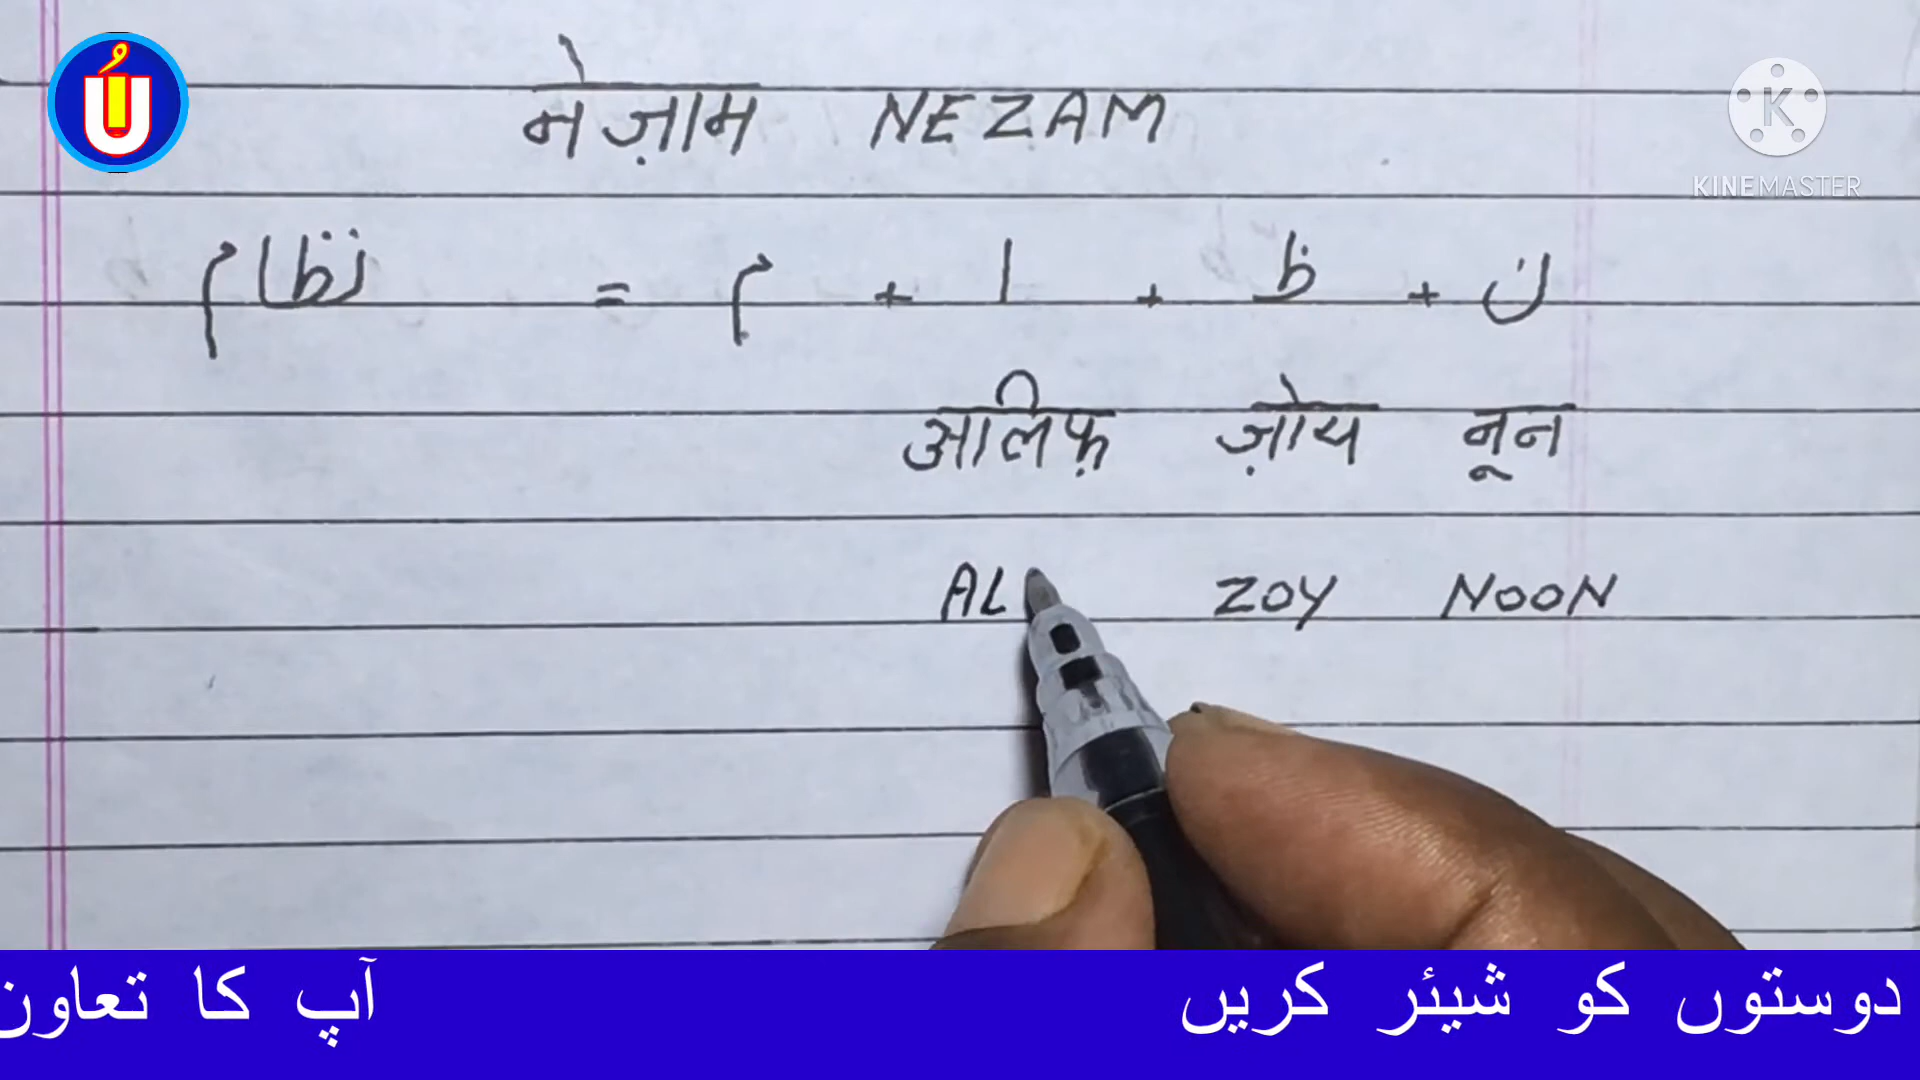 नेज़ाम NEZAM
KINEMASTER
نظام = م + ا + ظ + ن
अलिफ़ ज़ोय नून
AL ZOY NOON
دوستوں کو شیئر کریں آپ کا تعاون